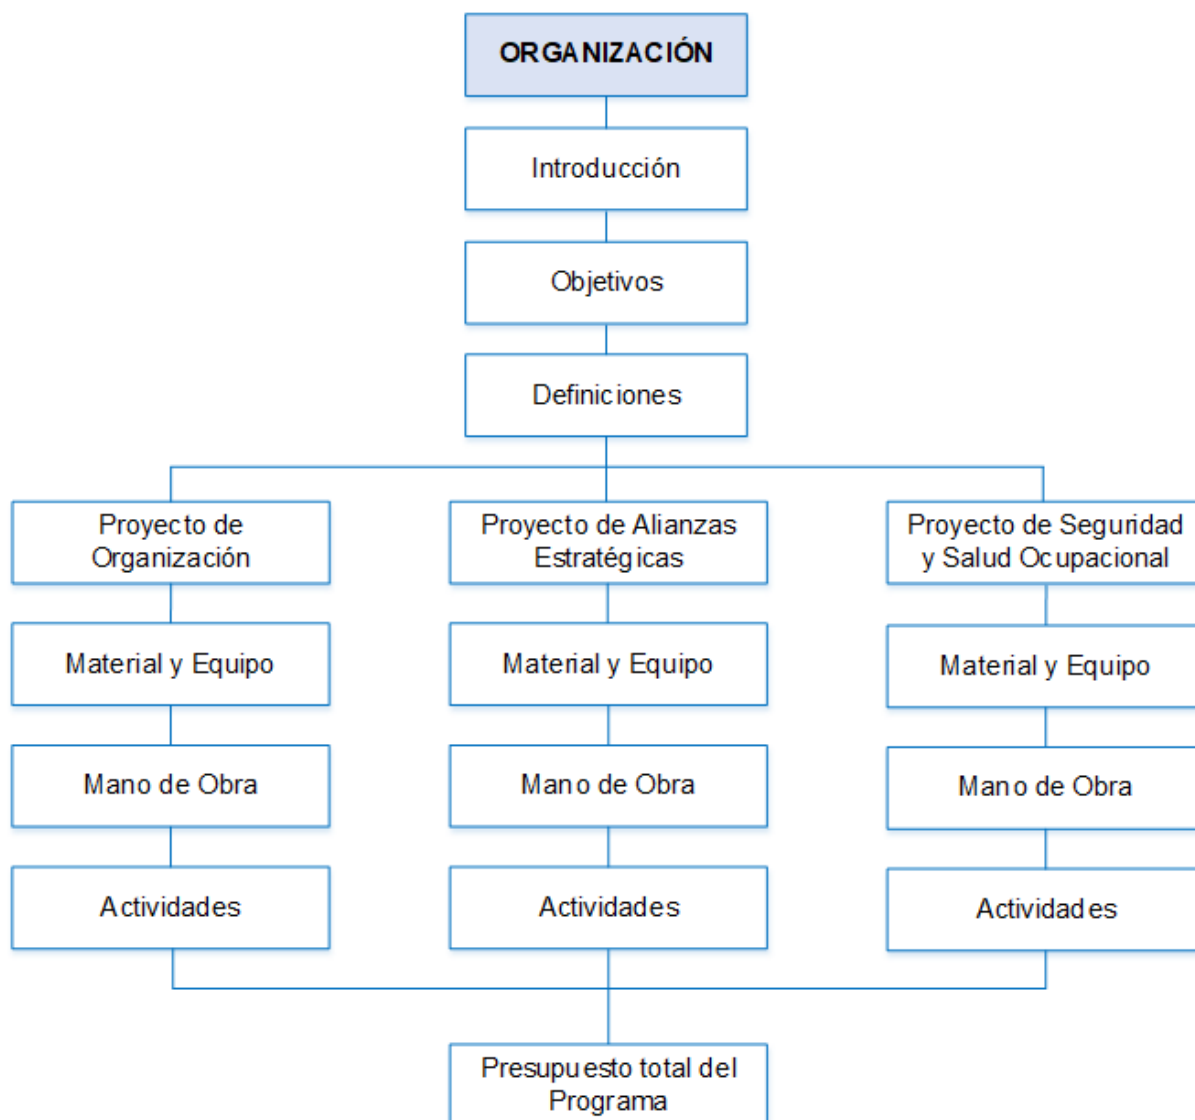 ORGANIZACIÓN
Introducción
Objetivos
Definiciones
Proyecto de
Organización
Proyecto de Alianzas
Estratégicas
Proyecto de Seguridad
y Salud Ocupacional
Material y Equipo
Material y Equipo
Material y Equipo
Mano de Obra
Mano de Obra
Mano de Obra
Actividades
Actividades
Actividades
Presupuesto total del
Programa